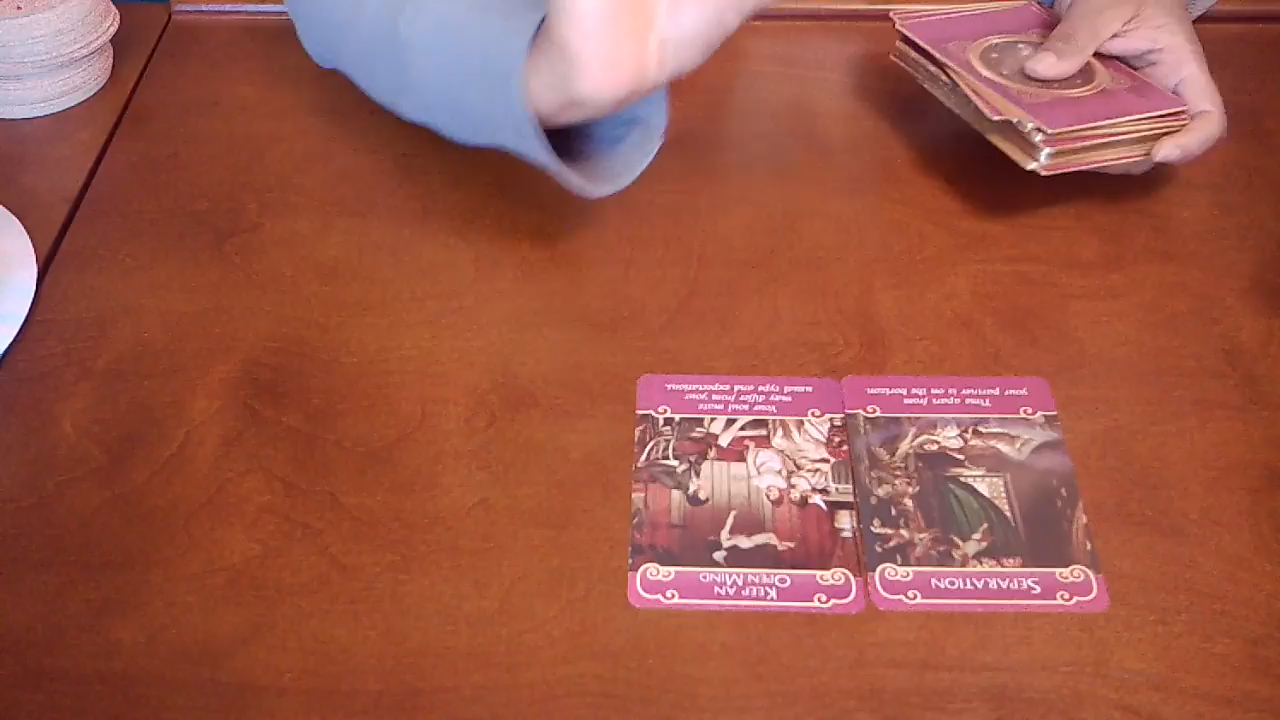 Keep an
Open Mind
Your soul mate
may differ from your
usual type and expectations.
Separation
Time apart from
your partner is on the horizon.